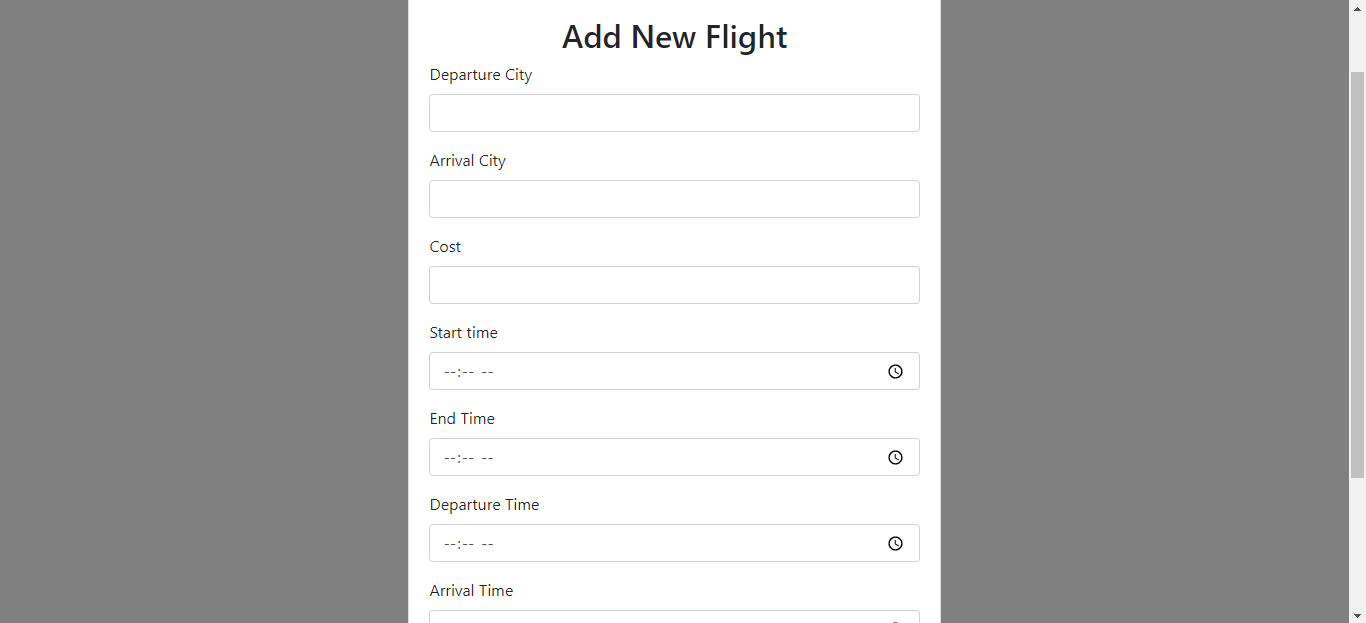 Add New Flight
Departure City
Arrival City
Cost
Start time
--:-- --
End Time
--:-- --
Departure Time
--:-- --
Arrival Time